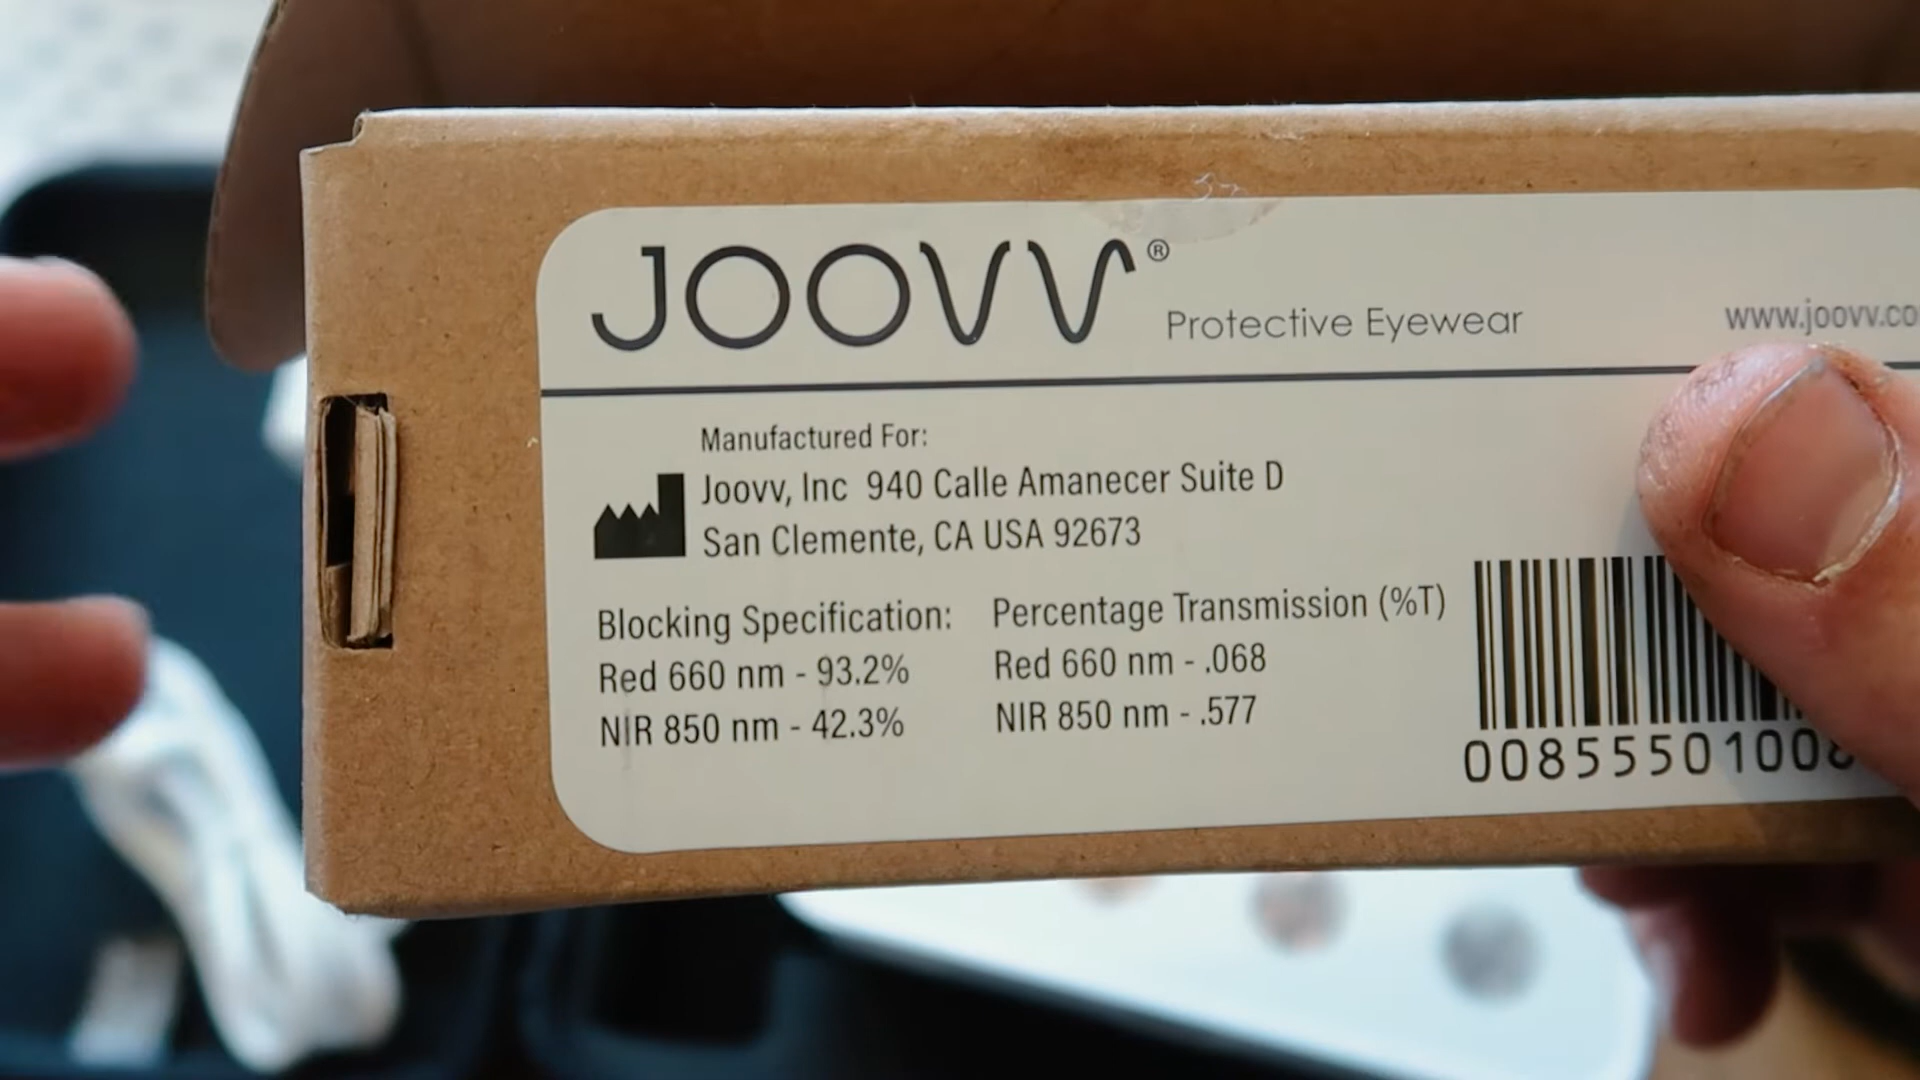 JOOVV® Protective Eyewear www.joovv.co
Manufactured For:
Joovv, Inc 940 Calle Amanecer Suite D
San Clemente, CA USA 92673
Blocking Specification:
Red 660 nm - 93.2%
NIR 850 nm - 42.3%
Percentage Transmission (%T)
Red 660 nm - .068
NIR 850 nm - .577
00855501008